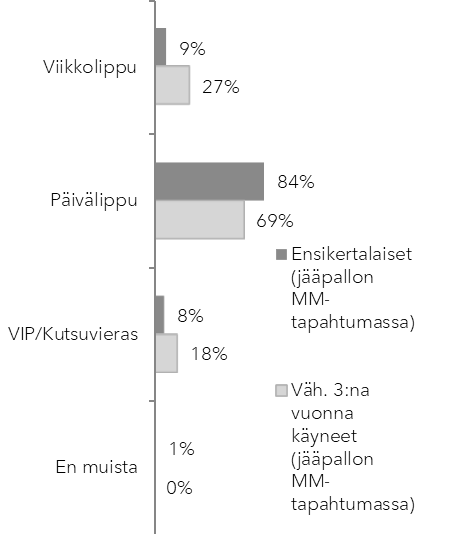 Viikkolippu
9%
27%
Päivälippu
84%
69%
VIP/Kutsuvieras
8%
18%
En muista
1%
0%
Ensikertalaiset
(jääpallon
MM-
tapahtumassa)
Väh. 3:na
vuonna
käyneet
(jääpallon
MM-
tapahtumassa)